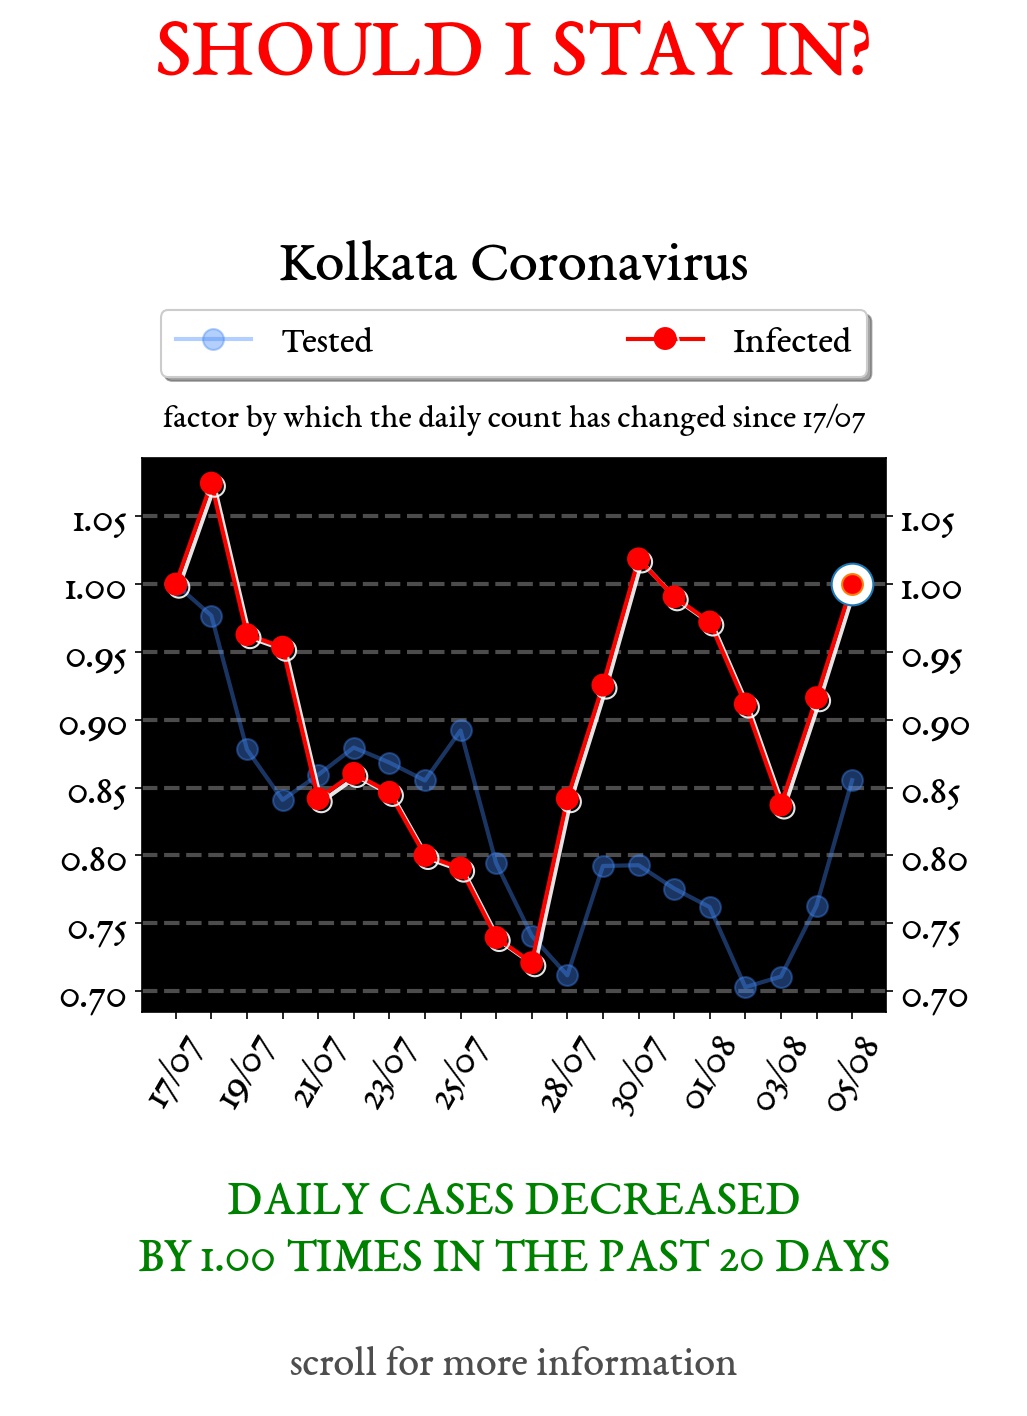 SHOULD I STAY IN?
Kolkata Coronavirus
Tested Infected
factor by which the daily count has changed since 17/07
1.05 1.05
1.00 1.00
0.95 0.95
0.90 0.90
0.85 0.85
0.80 0.80
0.75 0.75
0.70 0.70
17/07 19/07 21/07 23/07 25/07 28/07 30/07 01/08 03/08 05/08
DAILY CASES DECREASED
BY 1.00 TIMES IN THE PAST 20 DAYS
scroll for more information